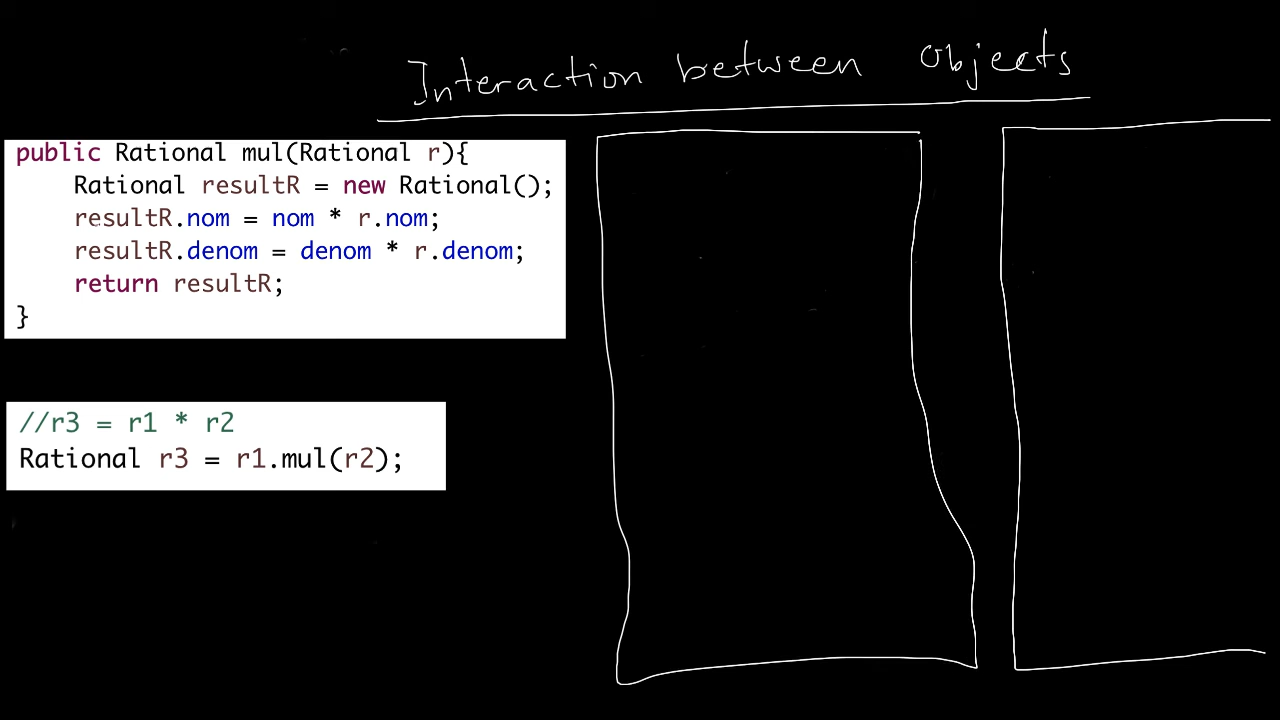 Interaction between Objects
public Rational mul(Rational r){
    Rational resultR = new Rational();
    resultR.nom = nom * r.nom;
    resultR.denom = denom * r.denom;
    return resultR;
}
//r3 = r1 * r2
Rational r3 = r1.mul(r2);